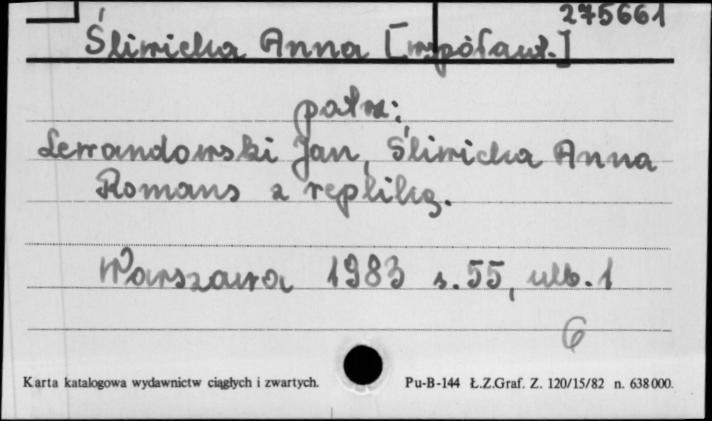 275661
Śliwicka Anna [współaut.]
patrz:
Lewandowski Jan, Śliwicka Anna
Romans z repliką.
Warszawa 1983 s. 55, ulb. 1
6
Karta katalogowa wydawnictw ciągłych i zwartych. Pu-B-144 Ł.Z.Graf. Z. 120/15/82 n. 638000.